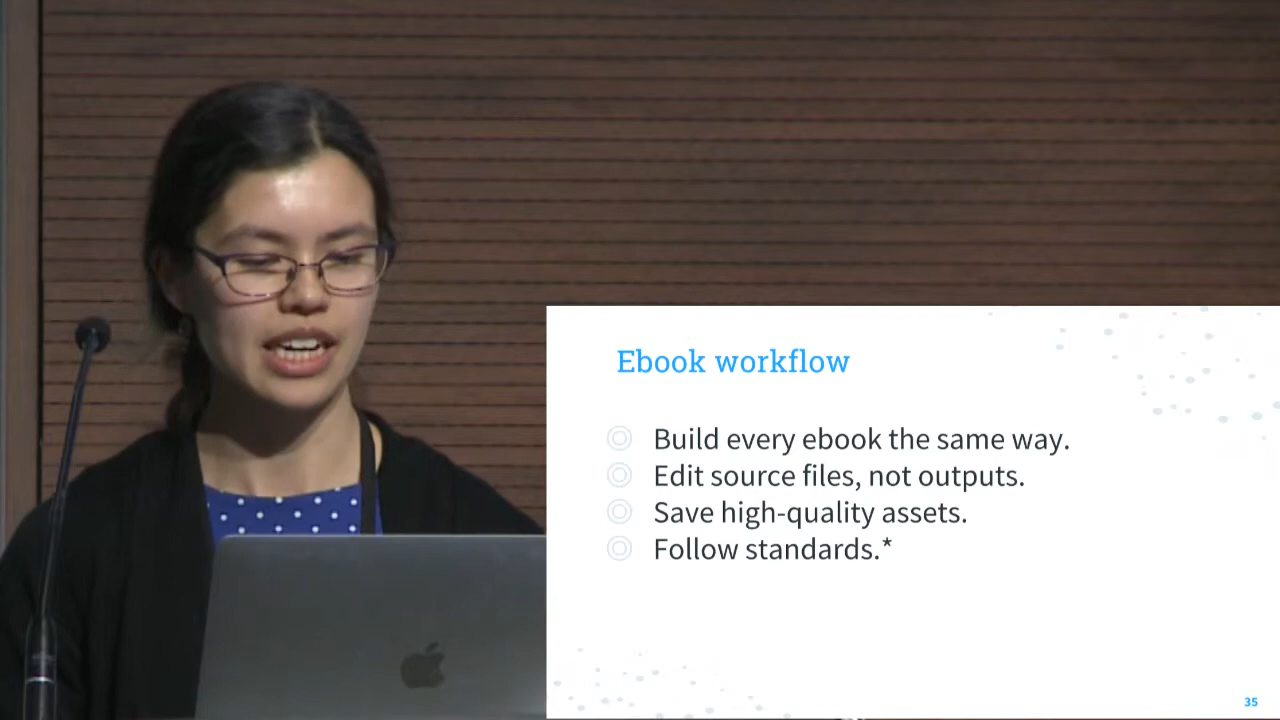 Ebook workflow
Build every ebook the same way.
Edit source files, not outputs.
Save high-quality assets.
Follow standards.*
35